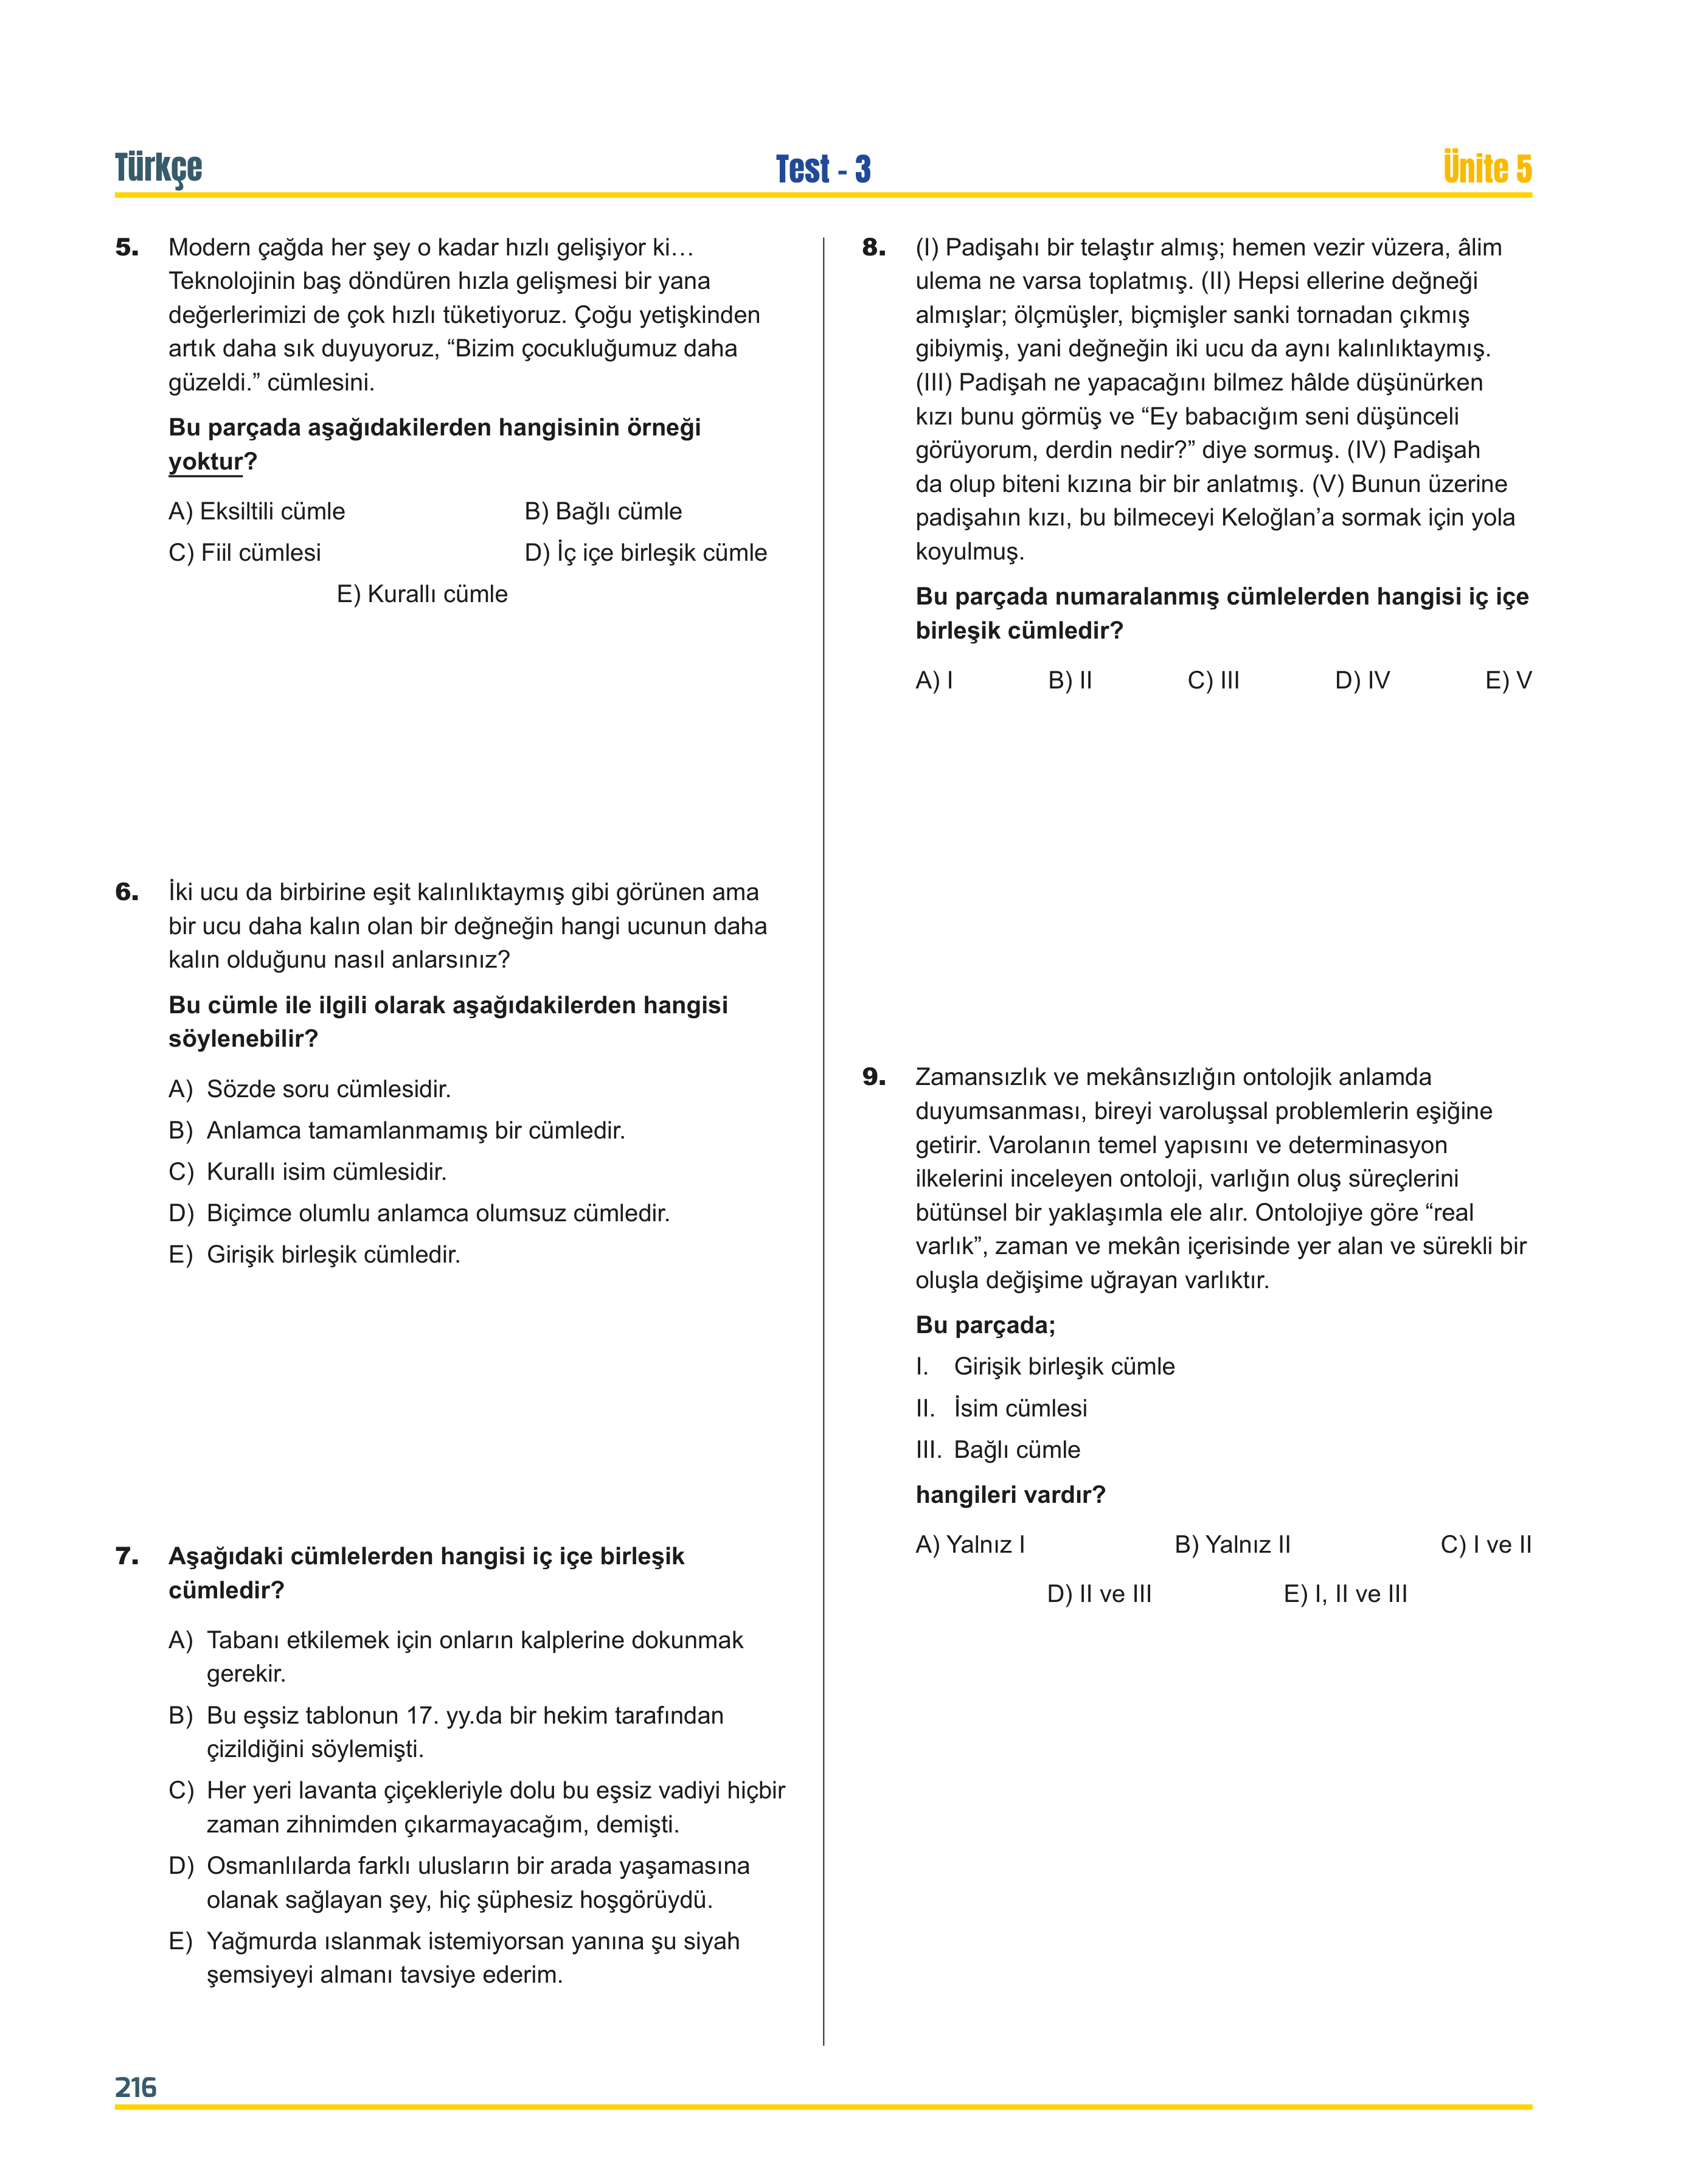 Türkçe
Test - 3
Ünite 5
5. Modern çağda her şey o kadar hızlı gelişiyor ki…
Teknolojinin baş döndüren hızla gelişmesi bir yana
değerlerimizi de çok hızlı tüketiyoruz. Çoğu yetişkinden
artık daha sık duyuyoruz, “Bizim çocukluğumuz daha
güzeldi.” cümlesini.
Bu parçada aşağıdakilerden hangisinin örneği
yoktur?
A) Eksiltili cümle B) Bağlı cümle
C) Fiil cümlesi D) İç içe birleşik cümle
E) Kurallı cümle
6. İki ucu da birbirine eşit kalınlıktaymış gibi görünen ama
bir ucu daha kalın olan bir değneğin hangi ucunun daha
kalın olduğunu nasıl anlarsınız?
Bu cümle ile ilgili olarak aşağıdakilerden hangisi
söylenebilir?
A) Sözde soru cümlesidir.
B) Anlamca tamamlanmamış bir cümledir.
C) Kurallı isim cümlesidir.
D) Biçimce olumlu anlamca olumsuz cümledir.
E) Girişik birleşik cümledir.
7. Aşağıdaki cümlelerden hangisi iç içe birleşik
cümledir?
A) Tabanı etkilemek için onların kalplerine dokunmak
gerekir.
B) Bu eşsiz tablonun 17. yy.da bir hekim tarafından
çizildiğini söylemişti.
C) Her yeri lavanta çiçekleriyle dolu bu eşsiz vadiyi hiçbir
zaman zihnimden çıkarmayacağım, demişti.
D) Osmanlılarda farklı ulusların bir arada yaşamasına
olanak sağlayan şey, hiç şüphesiz hoşgörüydü.
E) Yağmurda ıslanmak istemiyorsan yanına şu siyah
şemsiyeyi almanı tavsiye ederim.
8. (I) Padişahı bir telaştır almış; hemen vezir vüzera, âlim
ulema ne varsa toplatmış. (II) Hepsi ellerine değneği
almışlar; ölçmüşler, biçmişler sanki tornadan çıkmış
gibiymiş, yani değneğin iki ucu da aynı kalınlıktaymış.
(III) Padişah ne yapacağını bilmez hâlde düşünürken
kızı bunu görmüş ve “Ey babacığım seni düşünceli
görüyorum, derdin nedir?” diye sormuş. (IV) Padişah
da olup biteni kızına bir bir anlatmış. (V) Bunun üzerine
padişahın kızı, bu bilmeceyi Keloğlan’a sormak için yola
koyulmuş.
Bu parçada numaralanmış cümlelerden hangisi iç içe
birleşik cümledir?
A) I B) II C) III D) IV E) V
9. Zamansızlık ve mekânsızlığın ontolojik anlamda
duyumsanması, bireyi varoluşsal problemlerin eşiğine
getirir. Varolanın temel yapısını ve determinasyon
ilkelerini inceleyen ontoloji, varlığın oluş süreçlerini
bütünsel bir yaklaşımla ele alır. Ontolojiye göre “real
varlık”, zaman ve mekân içerisinde yer alan ve sürekli bir
oluşla değişime uğrayan varlıktır.
Bu parçada;
I. Girişik birleşik cümle
II. İsim cümlesi
III. Bağlı cümle
hangileri vardır?
A) Yalnız I B) Yalnız II C) I ve II
D) II ve III E) I, II ve III
216